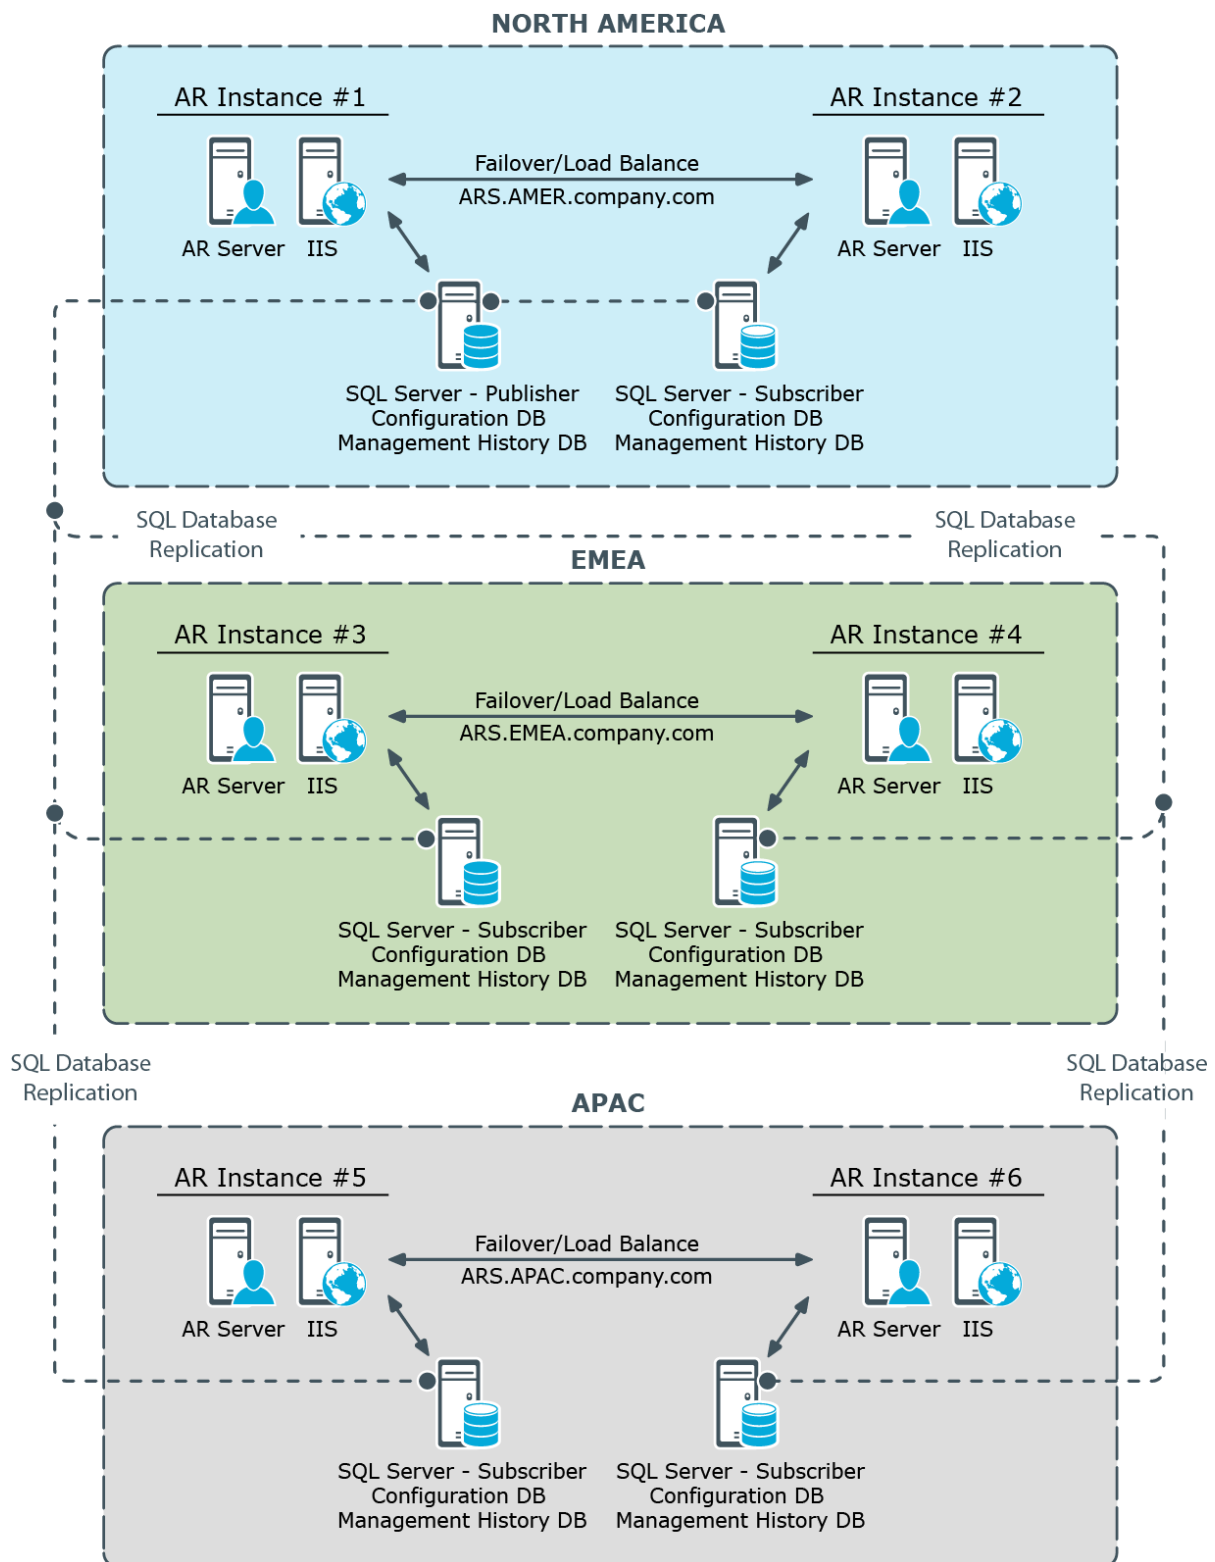 NORTH AMERICA
AR Instance #1
AR Instance #2
Failover/Load Balance
ARS.AMER.company.com
AR Server
IIS
AR Server
IIS
SQL Server - Publisher
Configuration DB
Management History DB
SQL Server - Subscriber
Configuration DB
Management History DB
SQL Database
Replication
SQL Database
Replication
EMEA
AR Instance #3
AR Instance #4
Failover/Load Balance
ARS.EMEA.company.com
AR Server
IIS
AR Server
IIS
SQL Server - Subscriber
Configuration DB
Management History DB
SQL Server - Subscriber
Configuration DB
Management History DB
SQL Database
Replication
SQL Database
Replication
APAC
AR Instance #5
AR Instance #6
Failover/Load Balance
ARS.APAC.company.com
AR Server
IIS
AR Server
IIS
SQL Server - Subscriber
Configuration DB
Management History DB
SQL Server - Subscriber
Configuration DB
Management History DB